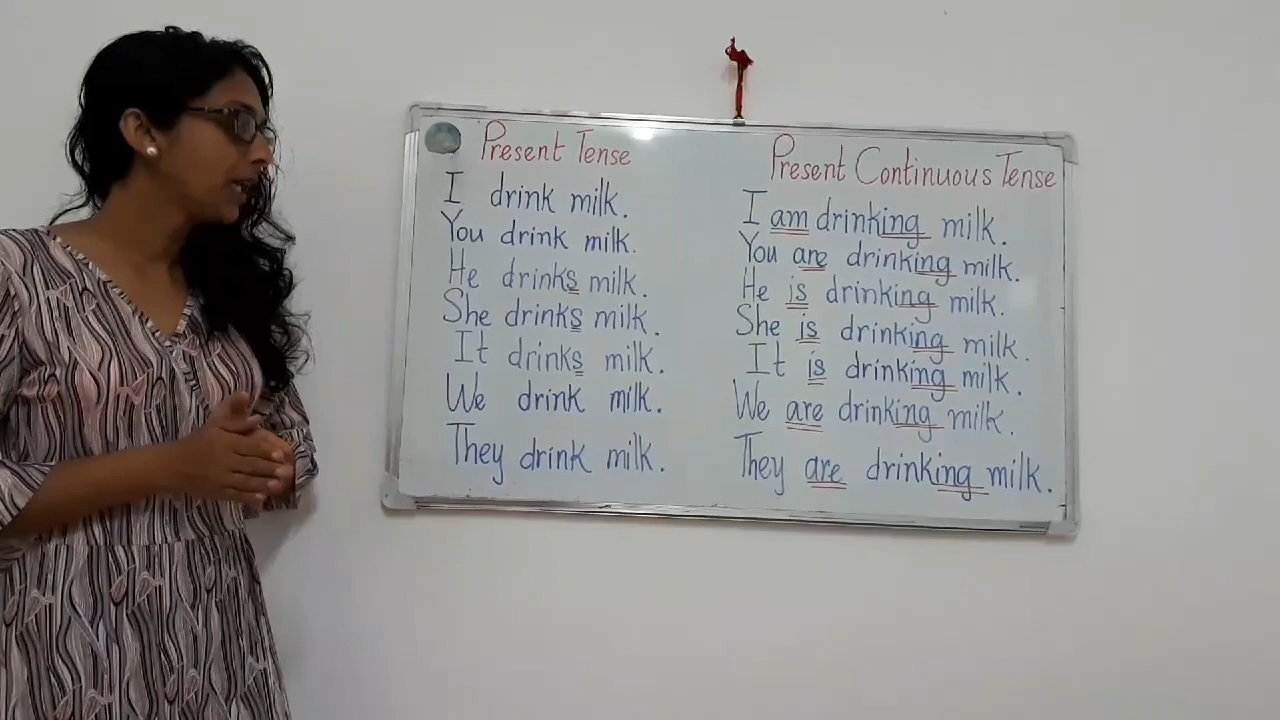 Present Tense
I drink milk.
You drink milk.
He drinks milk.
She drinks milk.
It drinks milk.
We drink milk.
They drink milk.
Present Continuous Tense
I am drinking milk.
You are drinking milk.
He is drinking milk.
She is drinking milk.
It is drinking milk.
We are drinking milk.
They are drinking milk.